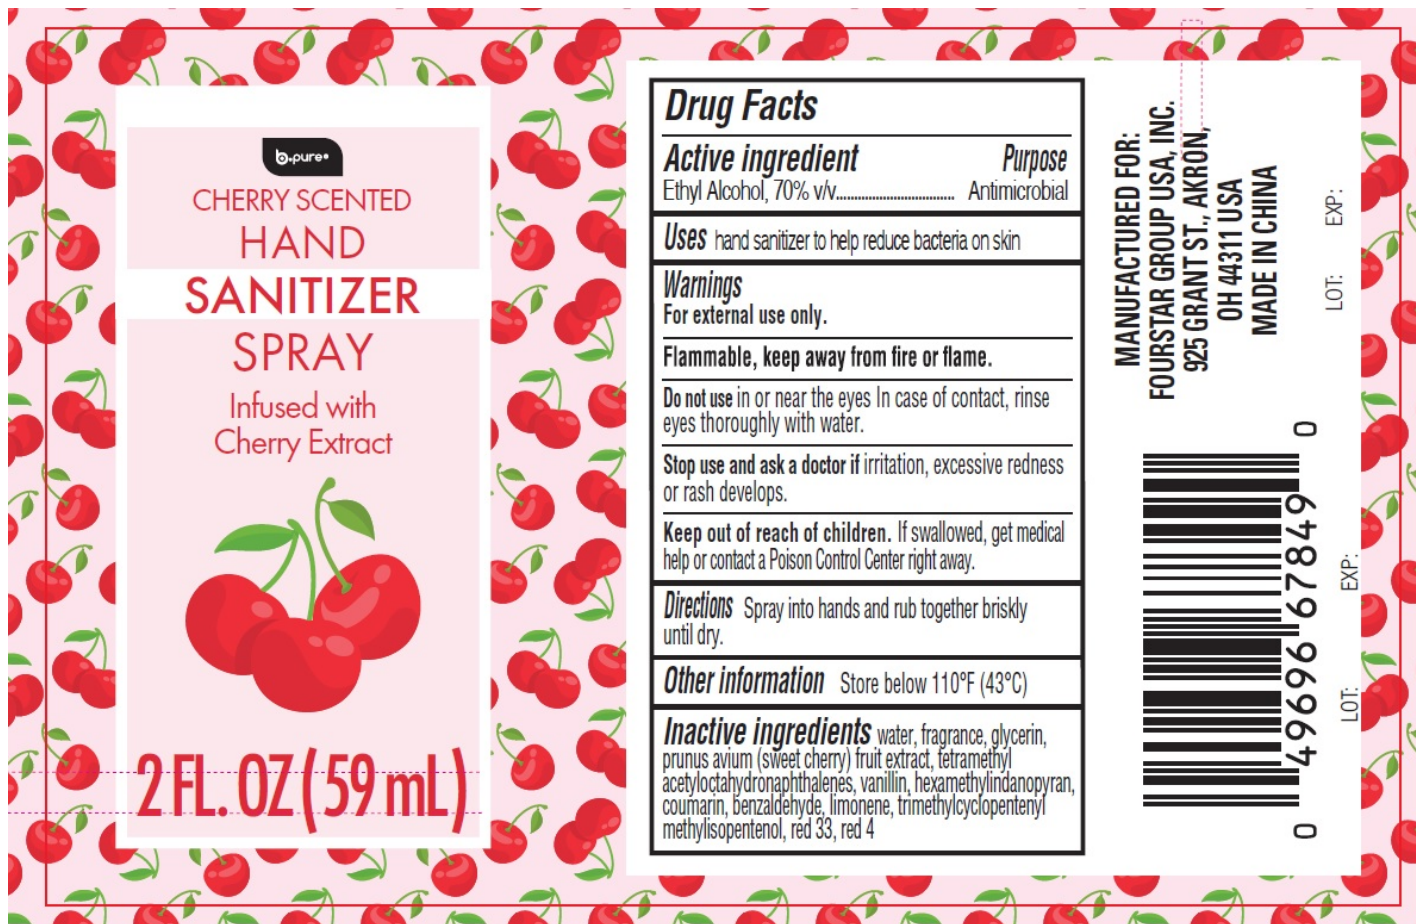 b.pure
CHERRY SCENTED
HAND
SANITIZER
SPRAY
Infused with
Cherry Extract
2 FL. OZ (59 mL)
Drug Facts
Active ingredient Purpose
Ethyl Alcohol, 70% v/v.................................. Antimicrobial
Uses hand sanitizer to help reduce bacteria on skin
Warnings
For external use only.
Flammable, keep away from fire or flame.
Do not use in or near the eyes In case of contact, rinse
eyes thoroughly with water.
Stop use and ask a doctor if irritation, excessive redness
or rash develops.
Keep out of reach of children. If swallowed, get medical
help or contact a Poison Control Center right away.
Directions Spray into hands and rub together briskly
until dry.
Other information Store below 110°F (43°C)
Inactive ingredients water, fragrance, glycerin,
prunus avium (sweet cherry) fruit extract, tetramethyl
acetyloctahydronaphthalenes, vanillin, hexamethylindanopyran,
coumarin, benzaldehyde, limonene, trimethylcyclopentenyl
methylisopentenol, red 33, red 4
MANUFACTURED FOR:
FOURSTAR GROUP USA, INC.
925 GRANT ST., AKRON,
OH 44311 USA
MADE IN CHINA
LOT: EXP:
0 49696 67849 0
LOT: EXP: